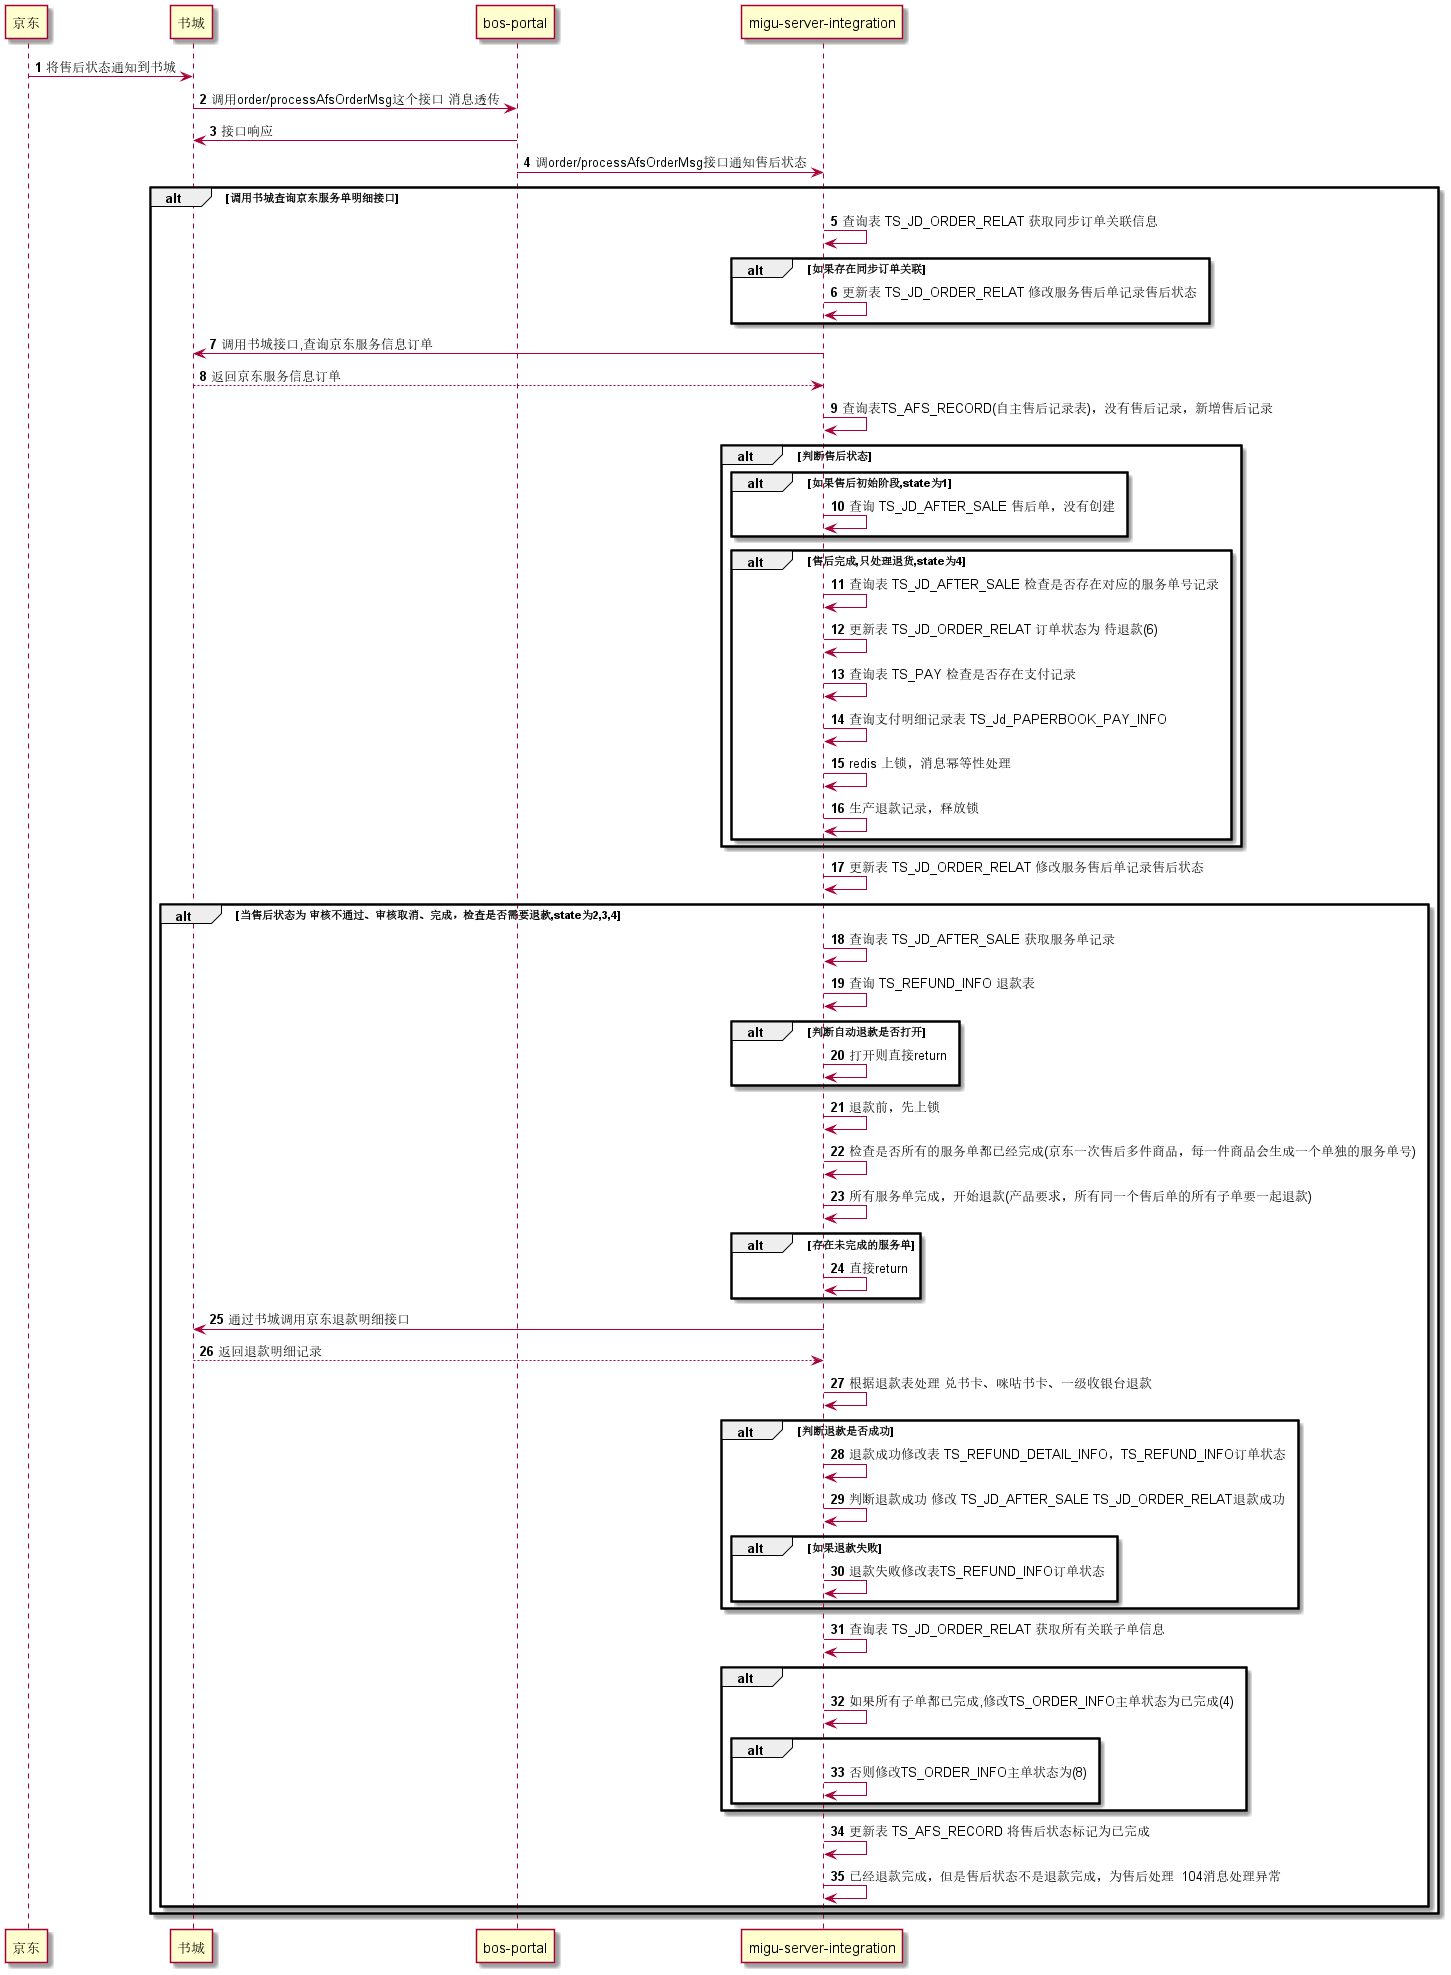 京东 书城 bos-portal migu-server-integration
1 将售后状态通知到书城
2 调用order/processAfsOrderMsg这个接口 消息透传
3 接口响应
4 调order/processAfsOrderMsg接口通知售后状态
alt [调用书城查询京东服务单明细接口]
5 查询表 TS_JD_ORDER_RELAT 获取同步订单关联信息
alt [如果存在同步订单关联]
6 更新表 TS_JD_ORDER_RELAT 修改服务售后单记录售后状态
7 调用书城接口,查询京东服务信息订单
8 返回京东服务信息订单
9 查询表TS_AFS_RECORD(自主售后记录表)，没有售后记录，新增售后记录
alt [判断售后状态]
alt [如果售后初始阶段,state为1]
10 查询 TS_JD_AFTER_SALE 售后单，没有创建
alt [售后完成,只处理退货,state为4]
11 查询表 TS_JD_AFTER_SALE 检查是否存在对应的服务单号记录
12 更新表 TS_JD_ORDER_RELAT 订单状态为 待退款(6)
13 查询表 TS_PAY 检查是否存在支付记录
14 查询支付明细记录表 TS_Jd_PAPERBOOK_PAY_INFO
15 redis 上锁，消息幂等性处理
16 生产退款记录，释放锁
17 更新表 TS_JD_ORDER_RELAT 修改服务售后单记录售后状态
alt [当售后状态为 审核不通过、审核取消、完成，检查是否需要退款,state为2,3,4]
18 查询表 TS_JD_AFTER_SALE 获取服务单记录
19 查询 TS_REFUND_INFO 退款表
alt [判断自动退款是否打开]
20 打开则直接return
21 退款前，先上锁
22 检查是否所有的服务单都已经完成(京东一次售后多件商品，每一件商品会生成一个单独的服务单号)
23 所有服务单完成，开始退款(产品要求，所有同一个售后单的所有子单要一起退款)
alt [存在未完成的服务单]
24 直接return
25 通过书城调用京东退款明细接口
26 返回退款明细记录
27 根据退款表处理 兑书卡、咪咕书卡、一级收银台退款
alt [判断退款是否成功]
28 退款成功修改表 TS_REFUND_DETAIL_INFO，TS_REFUND_INFO订单状态
29 判断退款成功 修改 TS_JD_AFTER_SALE TS_JD_ORDER_RELAT退款成功
alt [如果退款失败]
30 退款失败修改表TS_REFUND_INFO订单状态
31 查询表 TS_JD_ORDER_RELAT 获取所有关联子单信息
alt
32 如果所有子单都已完成,修改TS_ORDER_INFO主单状态为已完成(4)
alt
33 否则修改TS_ORDER_INFO主单状态为(8)
34 更新表 TS_AFS_RECORD 将售后状态标记为已完成
35 已经退款完成，但是售后状态不是退款完成，为售后处理 104消息处理异常
京东 书城 bos-portal migu-server-integration